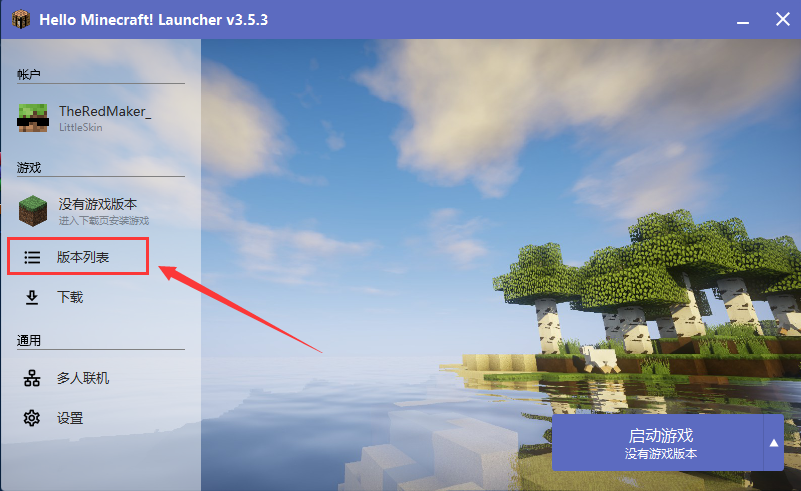 Hello Minecraft! Launcher v3.5.3
帐户
TheRedMaker_
LittleSkin
游戏
没有游戏版本
进入下载页安装游戏
版本列表
下载
通用
多人联机
设置
启动游戏
没有游戏版本